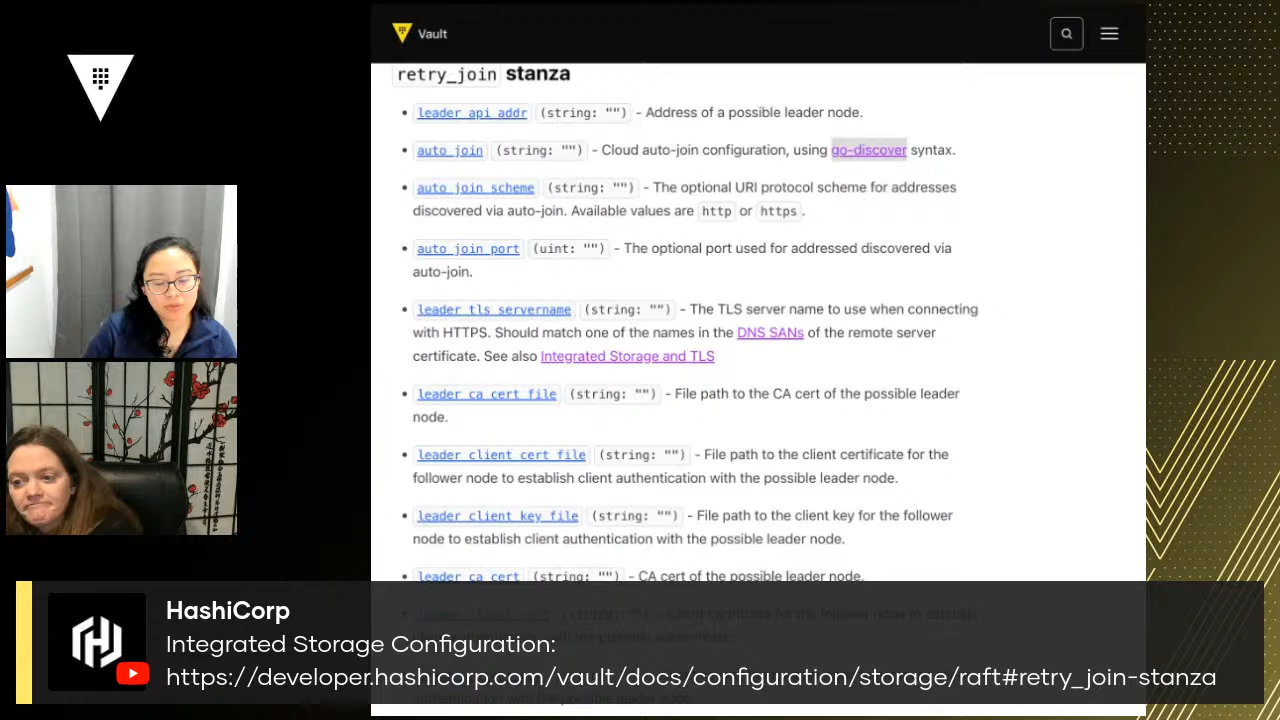 Vault
retry_join stanza
leader_api_addr (string: "") - Address of a possible leader node.
auto_join (string: "") - Cloud auto-join configuration, using go-discover syntax.
auto_join_scheme (string: "") - The optional URI protocol scheme for addresses
discovered via auto-join. Available values are http or https.
auto_join_port (uint: "") - The optional port used for addressed discovered via
auto-join.
leader_tls_servername (string: "") - The TLS server name to use when connecting
with HTTPS. Should match one of the names in the DNS SANs of the remote server
certificate. See also Integrated Storage and TLS
leader_ca_cert_file (string: "") - File path to the CA cert of the possible leader
node.
leader_client_cert_file (string: "") - File path to the client certificate for the
follower node to establish client authentication with the possible leader node.
leader_client_key_file (string: "") - File path to the client key for the follower
node to establish client authentication with the possible leader node.
leader_ca_cert (string: "") - CA cert of the possible leader node.
HashiCorp
Integrated Storage Configuration:
https://developer.hashicorp.com/vault/docs/configuration/storage/raft#retry_join-stanza